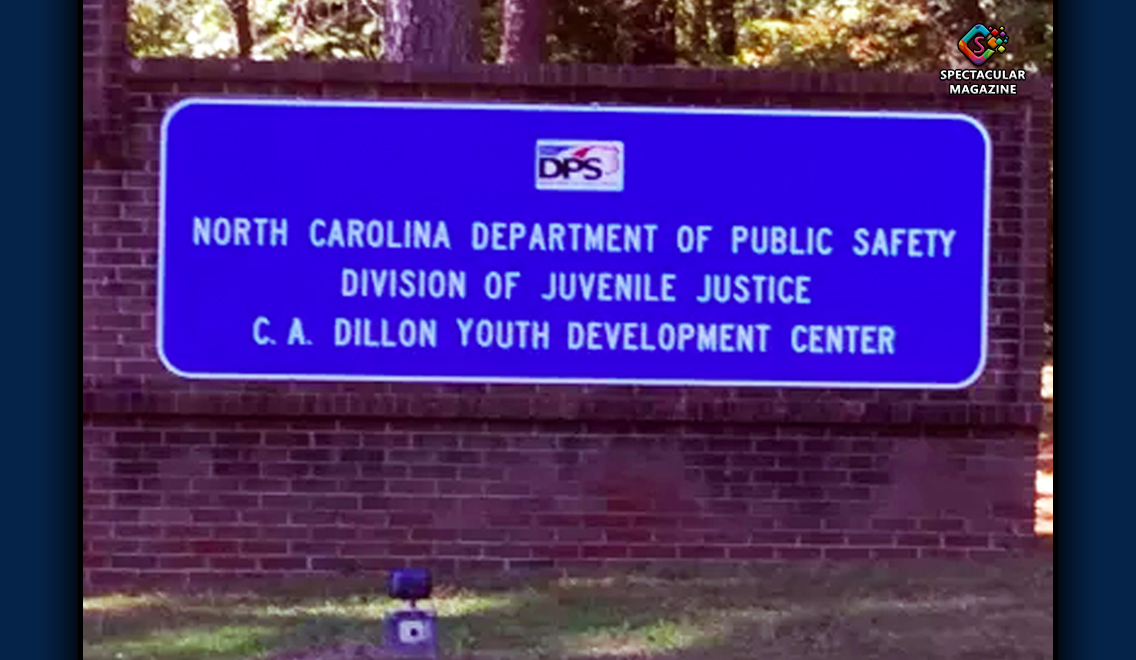 SPECTACULAR
MAGAZINE
DPS
NORTH CAROLINA DEPARTMENT OF PUBLIC SAFETY
DIVISION OF JUVENILE JUSTICE
C. A. DILLON YOUTH DEVELOPMENT CENTER